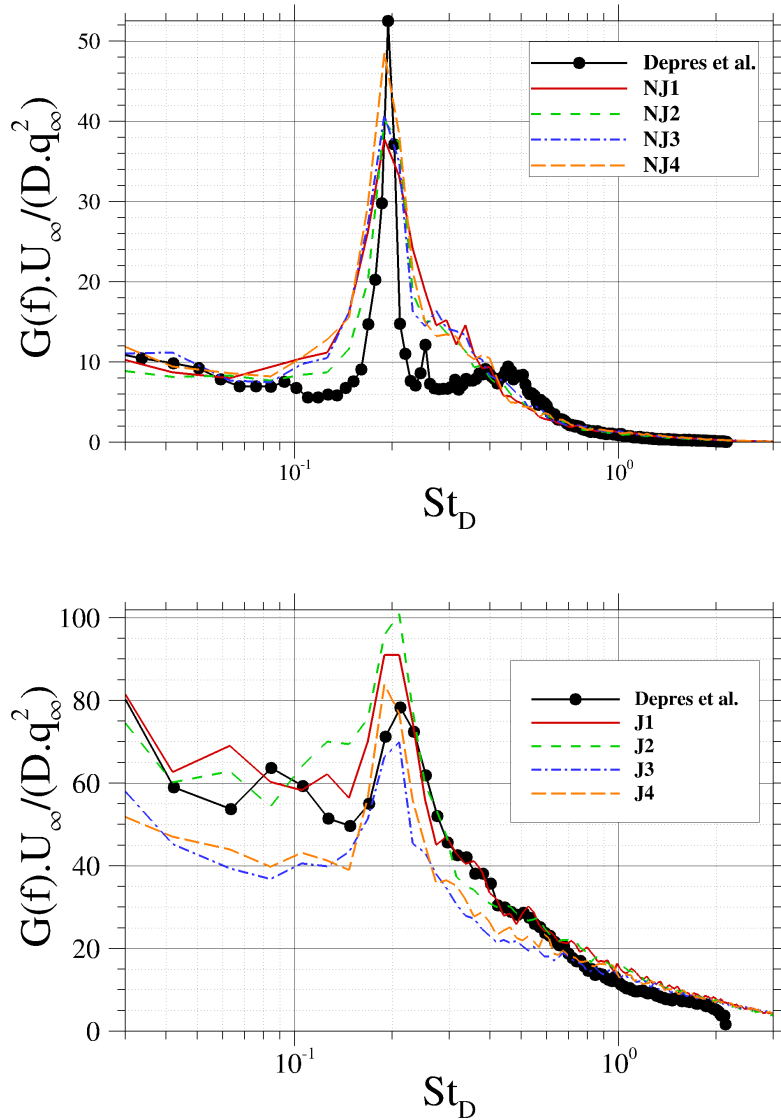 G(f).U∞/(D.q²∞)
50
40
30
20
10
0
Depres et al.
NJ1
NJ2
NJ3
NJ4
10⁻¹
10⁰
St_D
G(f).U∞/(D.q²∞)
100
80
60
40
20
0
Depres et al.
J1
J2
J3
J4
10⁻¹
10⁰
St_D